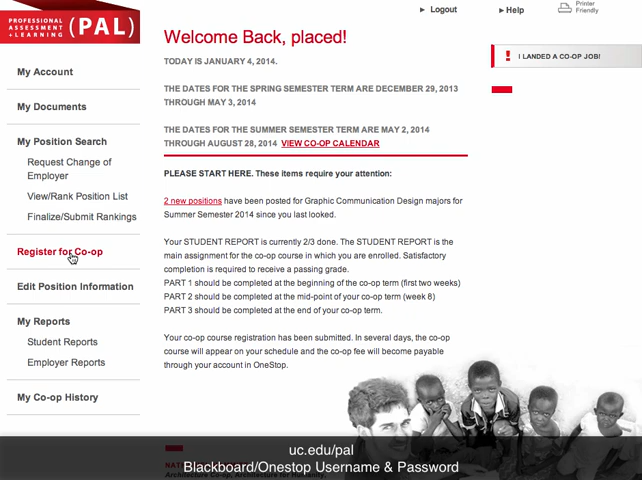 PROFESSIONAL
ASSESSMENT
+LEARNING (PAL)
Logout
Help
Printer
Friendly
My Account
My Documents
My Position Search
Request Change of
Employer
View/Rank Position List
Finalize/Submit Rankings
Register for Co-op
Edit Position Information
My Reports
Student Reports
Employer Reports
My Co-op History
Welcome Back, placed!
TODAY IS JANUARY 4, 2014.
THE DATES FOR THE SPRING SEMESTER TERM ARE DECEMBER 29, 2013
THROUGH MAY 3, 2014
THE DATES FOR THE SUMMER SEMESTER TERM ARE MAY 2, 2014
THROUGH AUGUST 28, 2014 VIEW CO-OP CALENDAR
PLEASE START HERE. These items require your attention:
2 new positions have been posted for Graphic Communication Design majors for
Summer Semester 2014 since you last looked.
Your STUDENT REPORT is currently 2/3 done. The STUDENT REPORT is the
main assignment for the co-op course in which you are enrolled. Satisfactory
completion is required to receive a passing grade.
PART 1 should be completed at the beginning of the co-op term (first two weeks)
PART 2 should be completed at the mid-point of your co-op term (week 8)
PART 3 should be completed at the end of your co-op term.
Your co-op course registration has been submitted. In several days, the co-op
course will appear on your schedule and the co-op fee will become payable
through your account in OneStop.
! I LANDED A CO-OP JOB!
uc.edu/pal
Blackboard/Onestop Username & Password
Architecture Co-op, Architecture for Humanity,